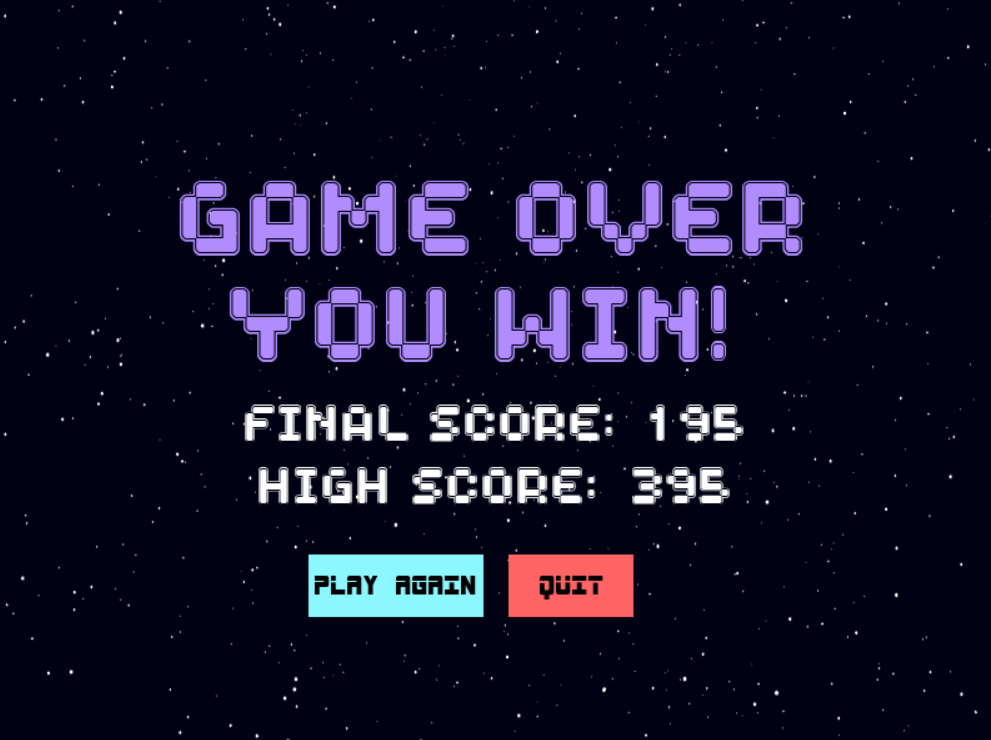 GAME OVER
YOU WIN!
FINAL SCORE: 195
HIGH SCORE: 395
PLAY AGAIN QUIT